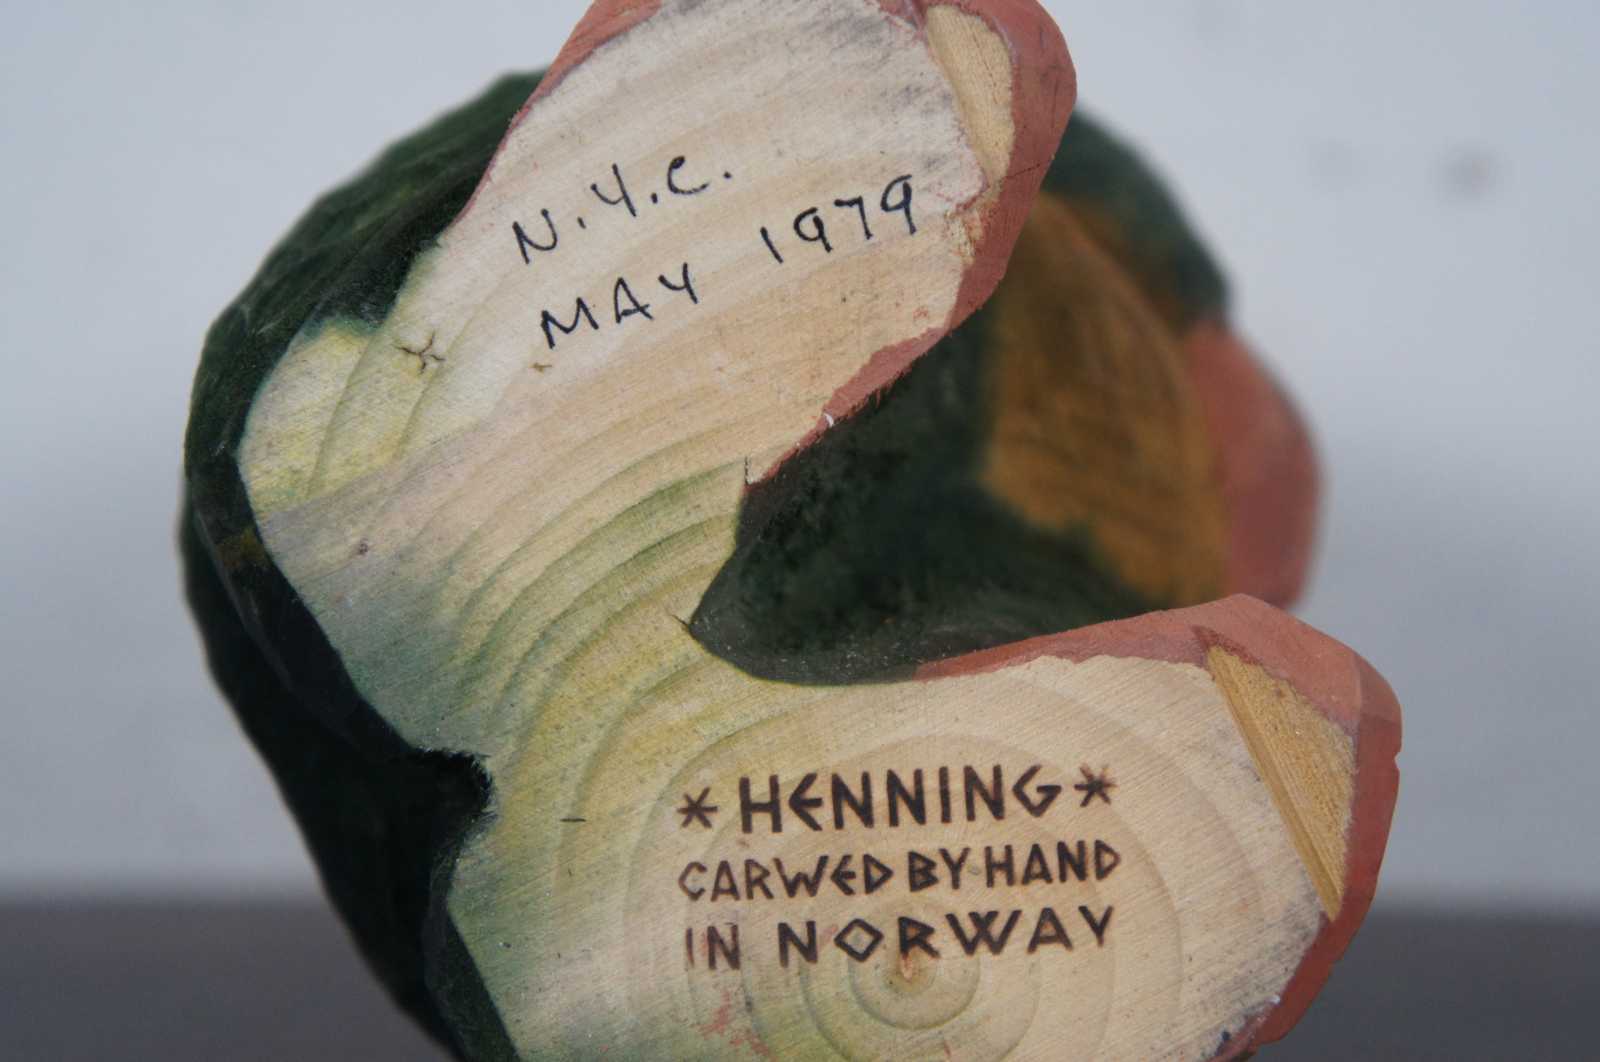 N.Y.C.
MAY 1979
*HENNING*
CARWED BY HAND
IN NORWAY